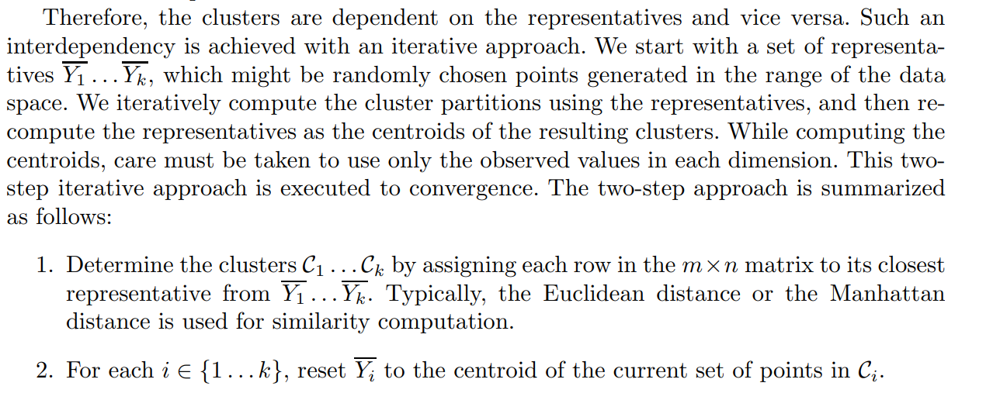 Therefore, the clusters are dependent on the representatives and vice versa. Such an
interdependency is achieved with an iterative approach. We start with a set of representa-
tives $\overline{Y_1} \ldots \overline{Y_k}$, which might be randomly chosen points generated in the range of the data
space. We iteratively compute the cluster partitions using the representatives, and then re-
compute the representatives as the centroids of the resulting clusters. While computing the
centroids, care must be taken to use only the observed values in each dimension. This two-
step iterative approach is executed to convergence. The two-step approach is summarized
as follows:
1. Determine the clusters $\mathcal{C}_1 \ldots \mathcal{C}_k$ by assigning each row in the $m \times n$ matrix to its closest
representative from $\overline{Y_1} \ldots \overline{Y_k}$. Typically, the Euclidean distance or the Manhattan
distance is used for similarity computation.
2. For each $i \in \{1 \ldots k\}$, reset $\overline{Y_i}$ to the centroid of the current set of points in $\mathcal{C}_i$.